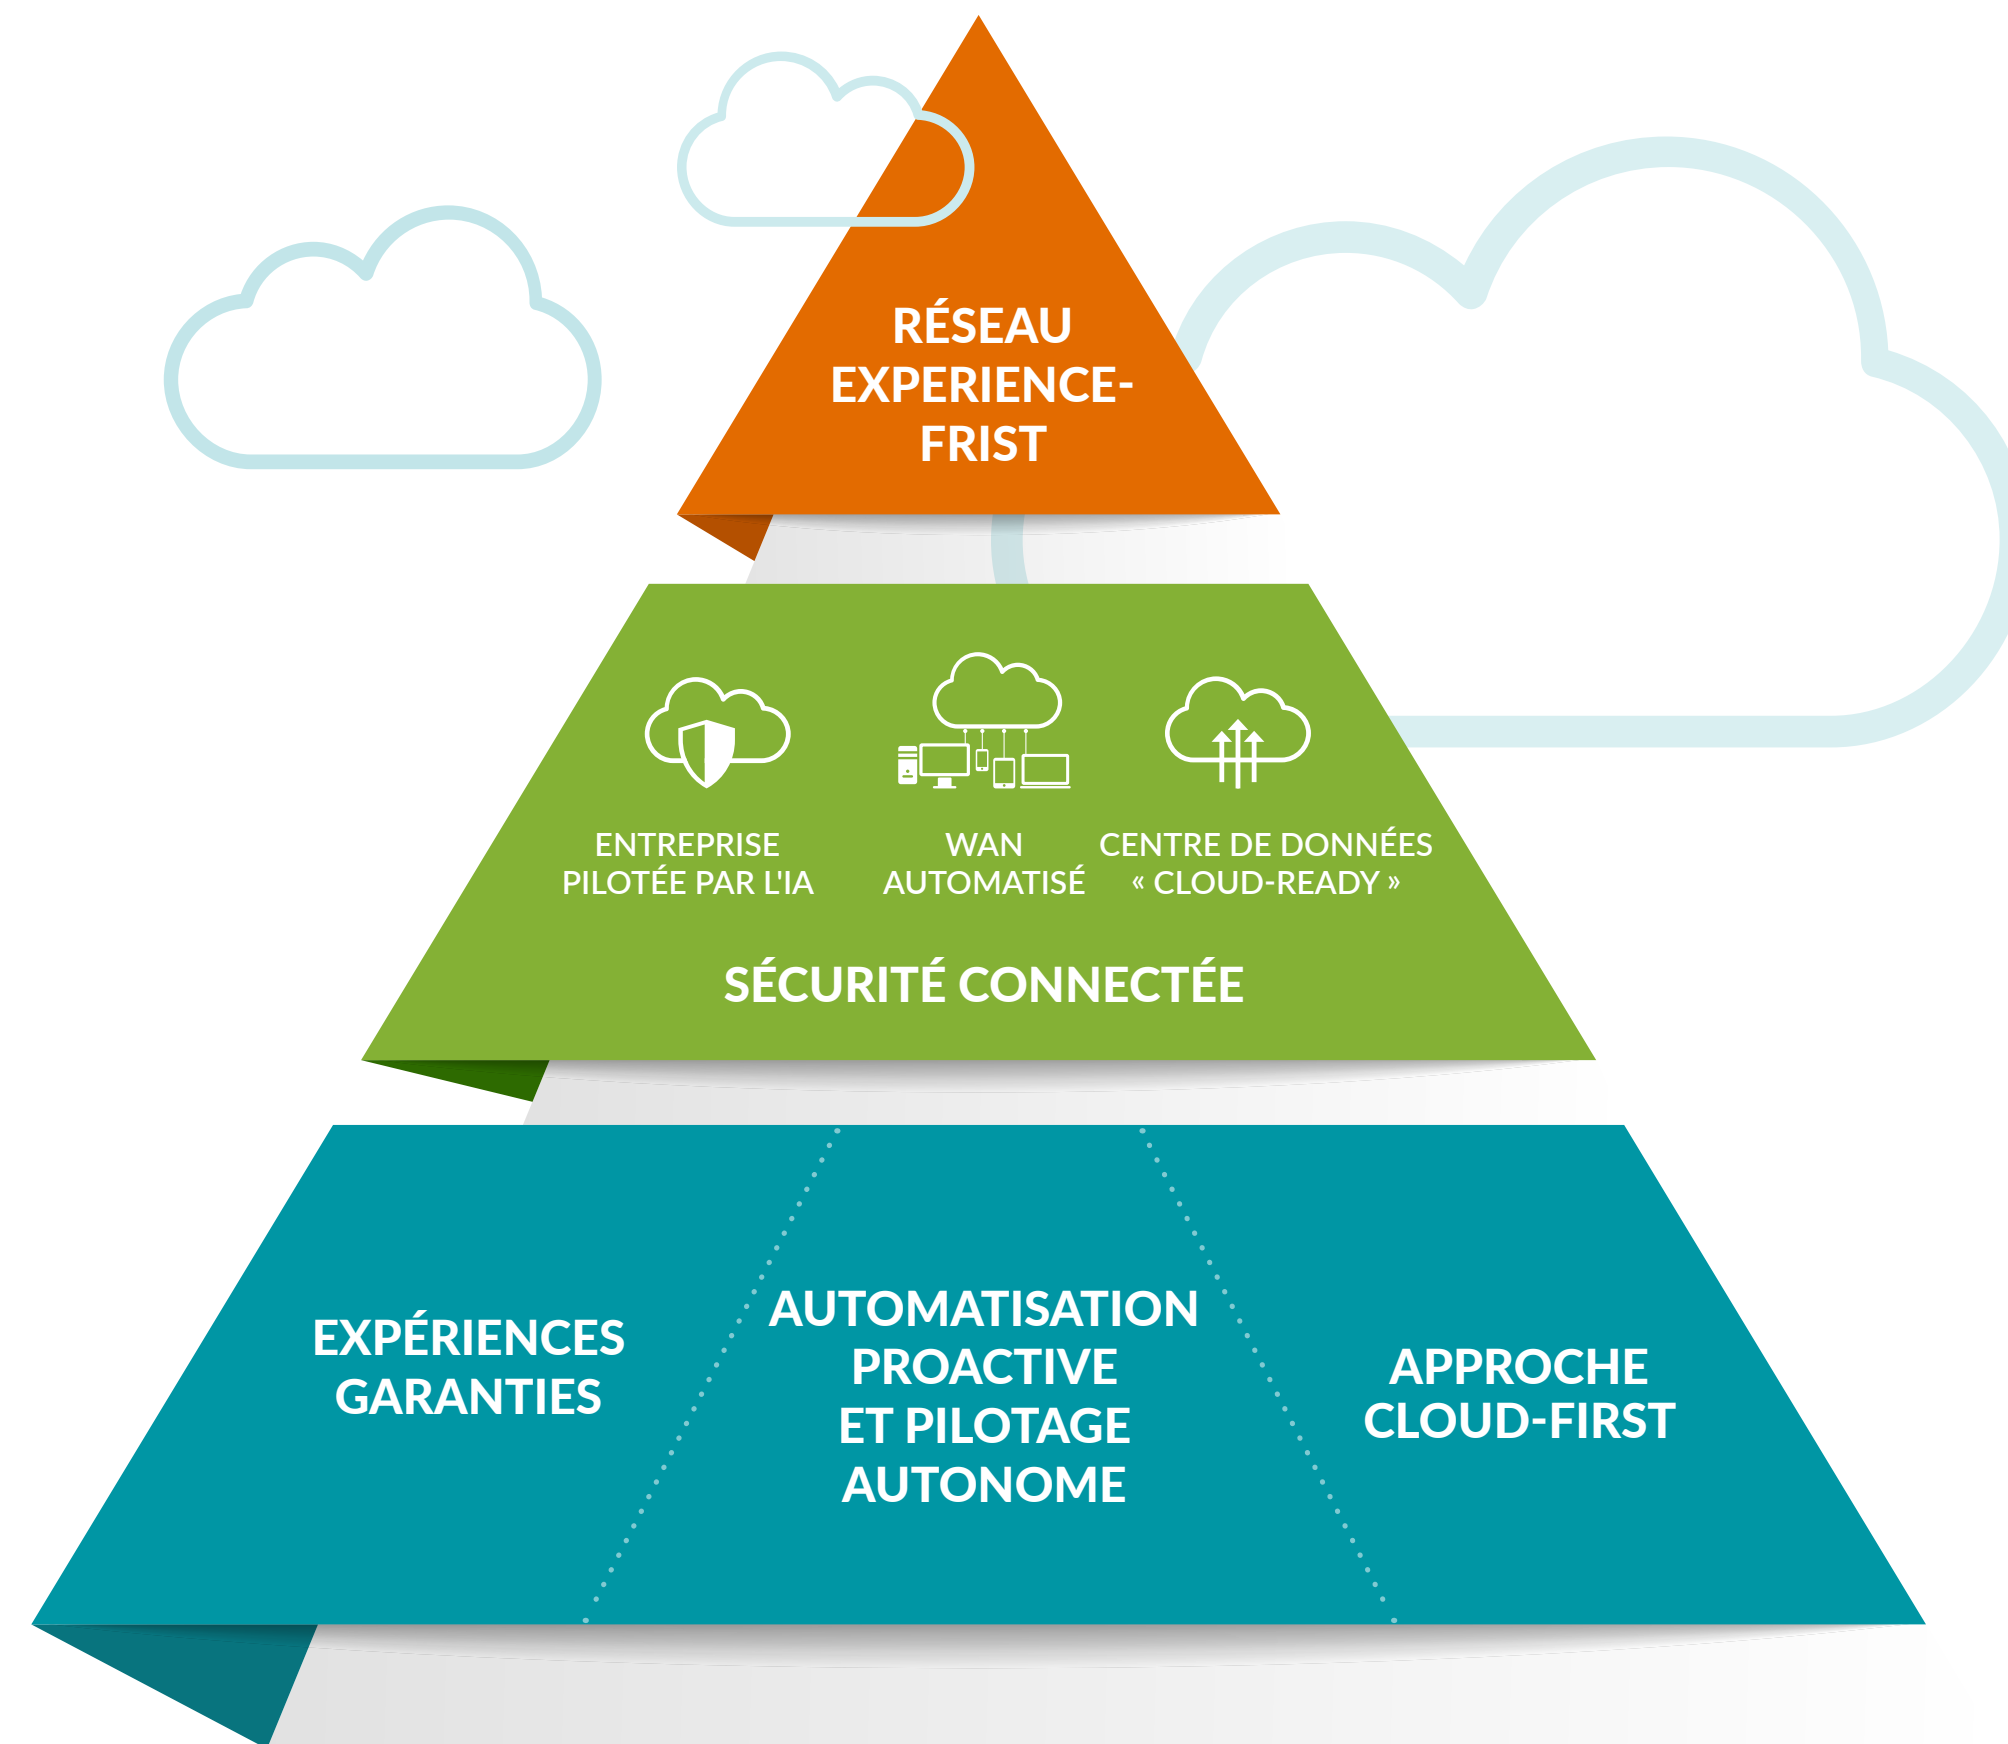 RÉSEAU
EXPERIENCE-
FRIST
ENTREPRISE
PILOTÉE PAR L'IA
WAN
AUTOMATISÉ
CENTRE DE DONNÉES
« CLOUD-READY »
SÉCURITÉ CONNECTÉE
EXPÉRIENCES
GARANTIES
AUTOMATISATION
PROACTIVE
ET PILOTAGE
AUTONOME
APPROCHE
CLOUD-FIRST